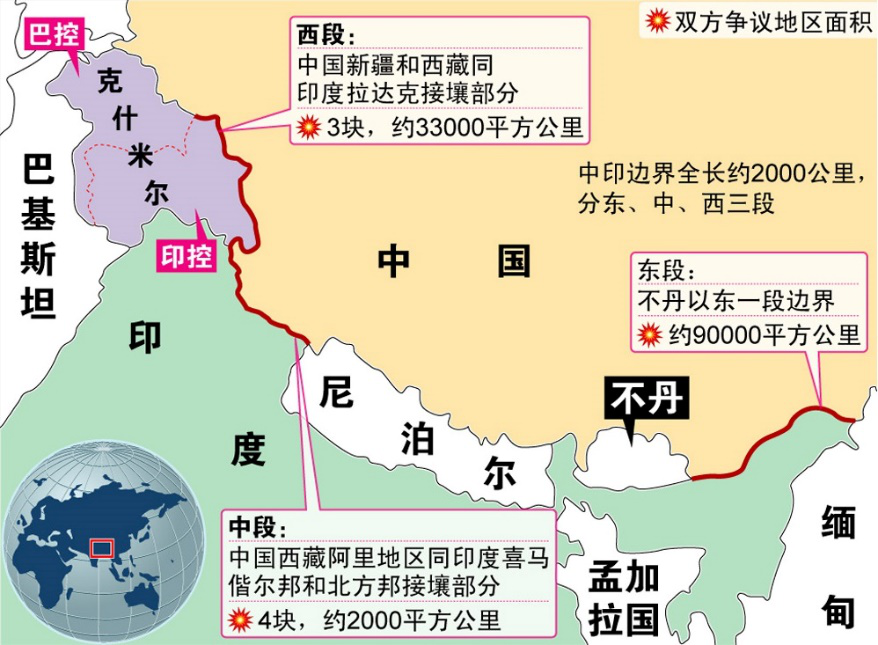 双方争议地区面积
巴控
西段：
中国新疆和西藏同
印度拉达克接壤部分
3块，约33000平方公里
克什米尔
巴基斯坦
印控
中印边界全长约2000公里，
分东、中、西三段
中国
东段：
不丹以东一段边界
约90000平方公里
印度
尼泊尔
不丹
中段：
中国西藏阿里地区同印度喜马
偕尔邦和北方邦接壤部分
4块，约2000平方公里
孟加
拉国
缅甸